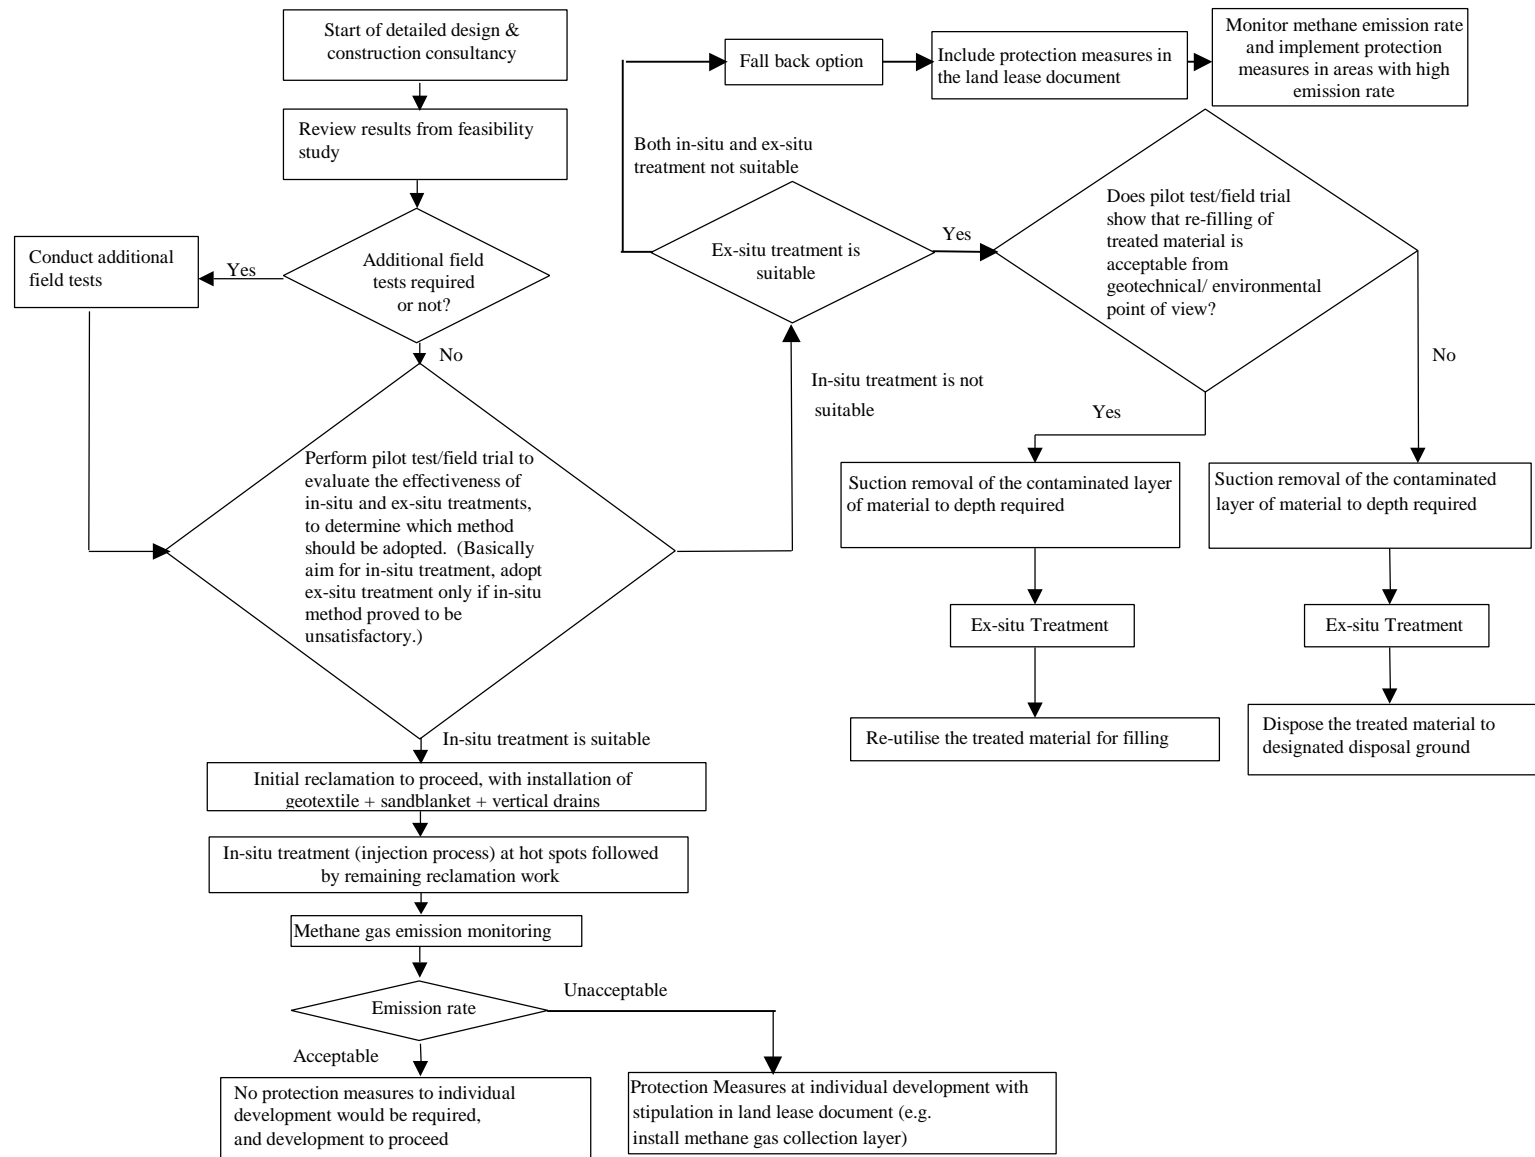 Start of detailed design &
construction consultancy
Review results from feasibility
study
Additional field
tests required
or not?
Yes
Conduct additional
field tests
No
Perform pilot test/field trial to
evaluate the effectiveness of
in-situ and ex-situ treatments,
to determine which method
should be adopted.  (Basically
aim for in-situ treatment, adopt
ex-situ treatment only if in-situ
method proved to be
unsatisfactory.)
In-situ treatment is suitable
Initial reclamation to proceed, with installation of
geotextile + sandblanket + vertical drains
In-situ treatment (injection process) at hot spots followed
by remaining reclamation work
Methane gas emission monitoring
Emission rate
Unacceptable
Acceptable
No protection measures to individual
development would be required,
and development to proceed
Protection Measures at individual development with
stipulation in land lease document (e.g.
install methane gas collection layer)
In-situ treatment is not
suitable
Ex-situ treatment is
suitable
Both in-situ and ex-situ
treatment not suitable
Fall back option
Include protection measures in
the land lease document
Monitor methane emission rate
and implement protection
measures in areas with high
emission rate
Yes
Does pilot test/field trial
show that re-filling of
treated material is
acceptable from
geotechnical/ environmental
point of view?
Yes
Suction removal of the contaminated layer
of material to depth required
Ex-situ Treatment
Re-utilise the treated material for filling
No
Suction removal of the contaminated
layer of material to depth required
Ex-situ Treatment
Dispose the treated material to
designated disposal ground